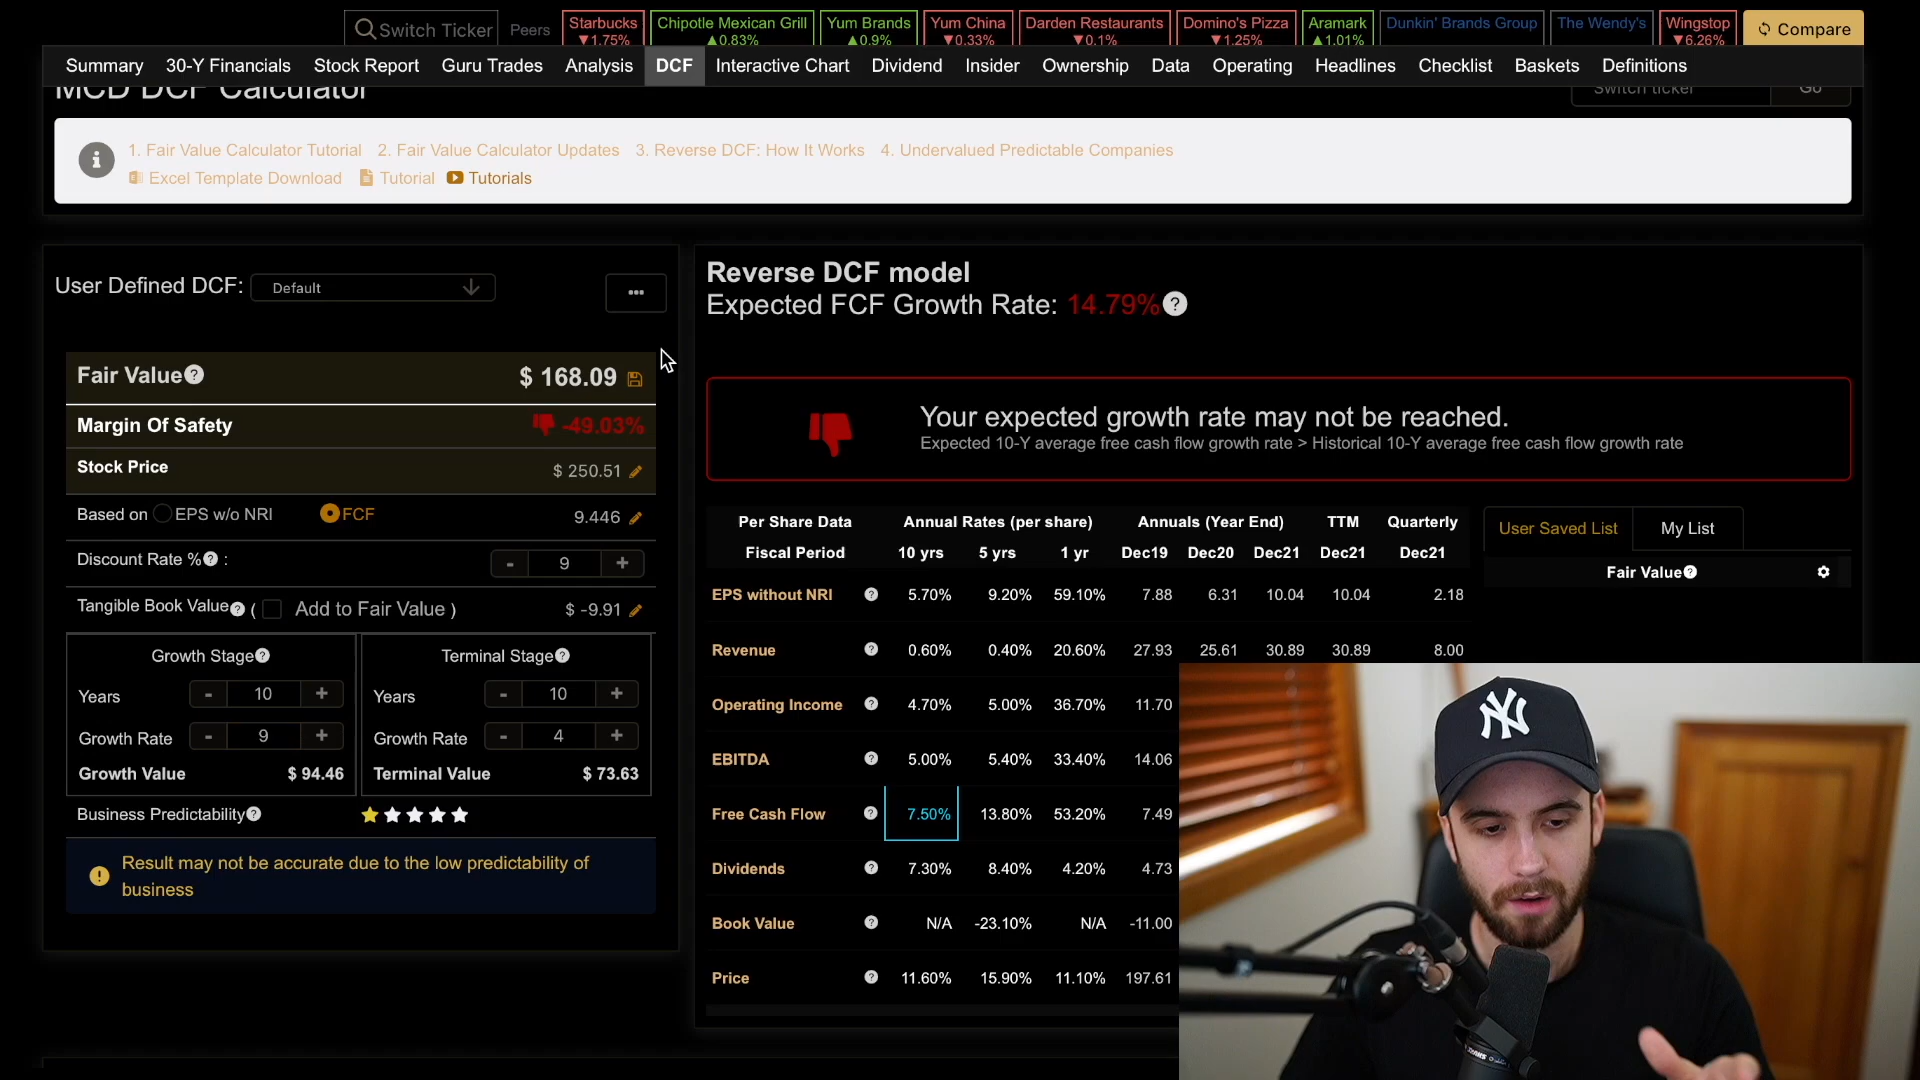 Switch Ticker Peers Starbucks Chipotle Mexican Grill Yum Brands Yum China Darden Restaurants Domino's Pizza Aramark Dunkin' Brands Group The Wendy's Wingstop Compare
▼1.75% ▲0.83% ▲0.9% ▼0.33% ▼0.1% ▼1.25% ▲1.01% ▼6.26%
Summary 30-Y Financials Stock Report Guru Trades Analysis DCF Interactive Chart Dividend Insider Ownership Data Operating Headlines Checklist Baskets Definitions
MCD DCF Calculator Switch ticker Go
1. Fair Value Calculator Tutorial 2. Fair Value Calculator Updates 3. Reverse DCF: How It Works 4. Undervalued Predictable Companies
Excel Template Download Tutorial Tutorials
User Defined DCF: Default ...
Fair Value $ 168.09
Margin Of Safety -49.03%
Stock Price $ 250.51
Based on EPS w/o NRI FCF 9.446
Discount Rate % : - 9 +
Tangible Book Value ( Add to Fair Value ) $ -9.91
Growth Stage Terminal Stage
Years - 10 + Years - 10 +
Growth Rate - 9 + Growth Rate - 4 +
Growth Value $ 94.46 Terminal Value $ 73.63
Business Predictability
Result may not be accurate due to the low predictability of
business
Reverse DCF model
Expected FCF Growth Rate: 14.79%
Your expected growth rate may not be reached.
Expected 10-Y average free cash flow growth rate > Historical 10-Y average free cash flow growth rate
Per Share Data Annual Rates (per share) Annuals (Year End) TTM Quarterly
Fiscal Period 10 yrs 5 yrs 1 yr Dec19 Dec20 Dec21 Dec21 Dec21
EPS without NRI 5.70% 9.20% 59.10% 7.88 6.31 10.04 10.04 2.18
Revenue 0.60% 0.40% 20.60% 27.93 25.61 30.89 30.89 8.00
Operating Income 4.70% 5.00% 36.70% 11.70
EBITDA 5.00% 5.40% 33.40% 14.06
Free Cash Flow 7.50% 13.80% 53.20% 7.49
Dividends 7.30% 8.40% 4.20% 4.73
Book Value N/A -23.10% N/A -11.00
Price 11.60% 15.90% 11.10% 197.61
User Saved List My List
Fair Value
NY